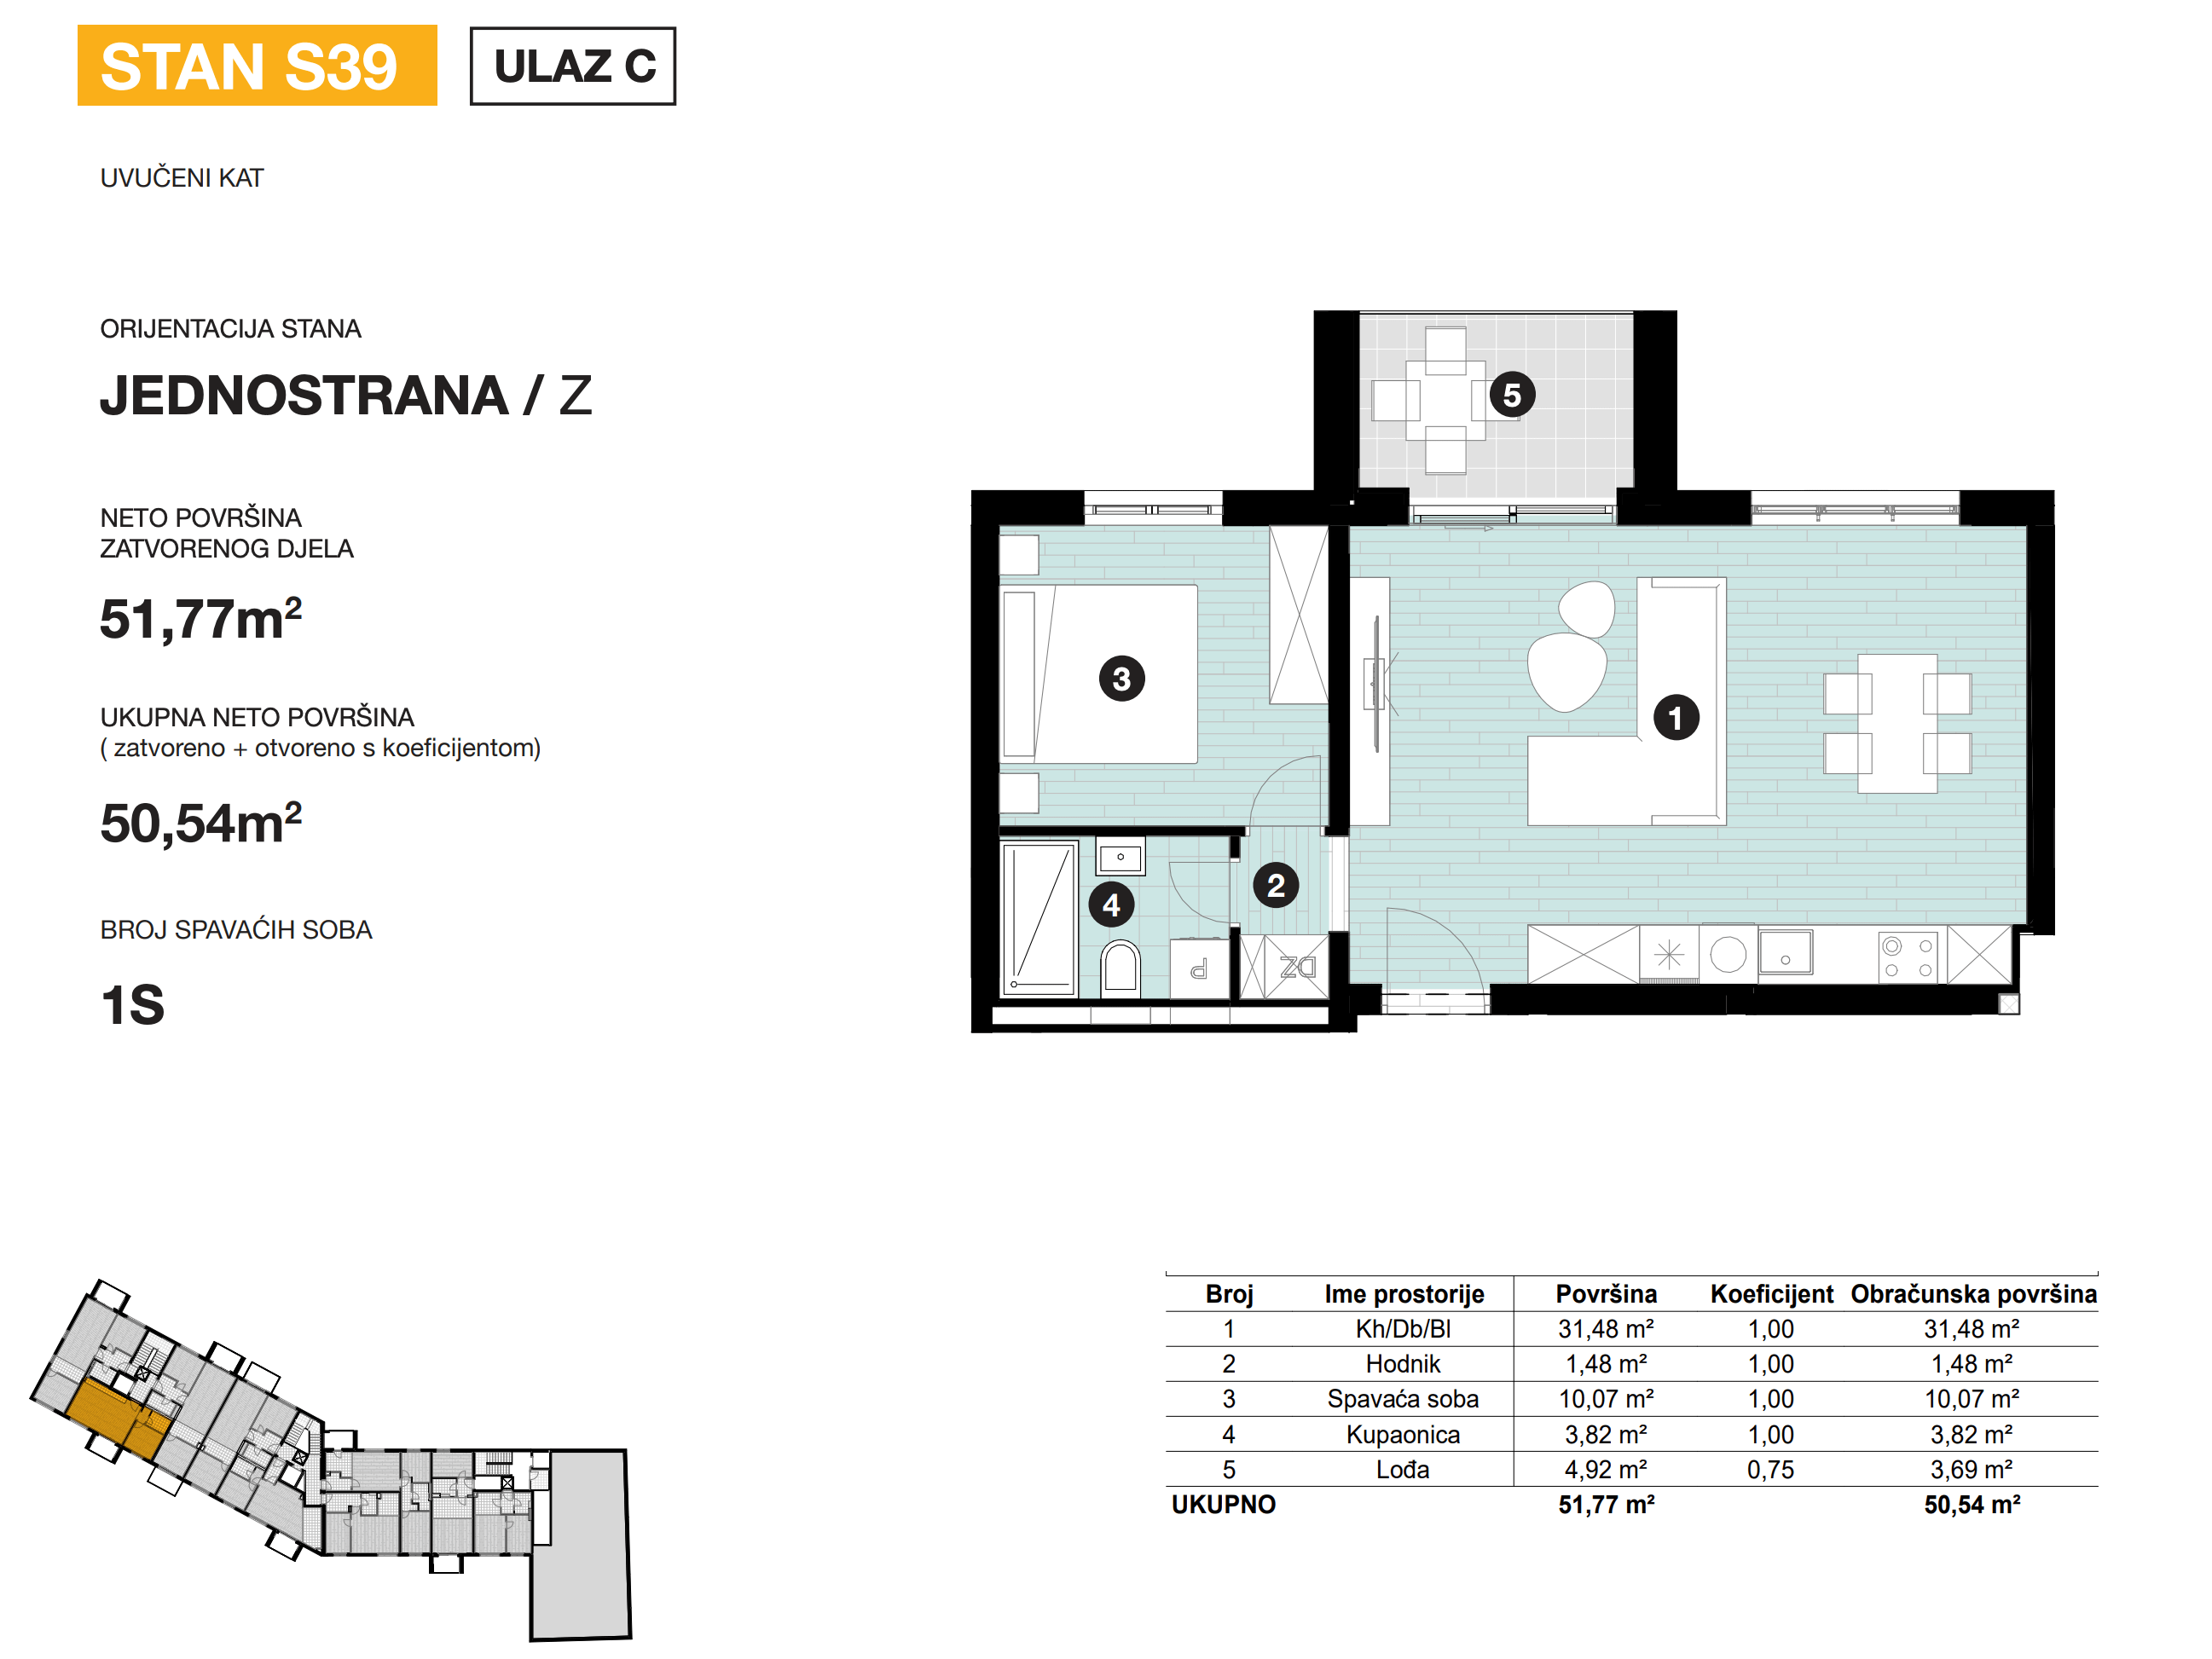 STAN S39
ULAZ C
UVUČENI KAT
ORIJENTACIJA STANA
JEDNOSTRANA / Z
NETO POVRŠINA
ZATVORENOG DJELA
51,77m²
UKUPNA NETO POVRŠINA
( zatvoreno + otvoreno s koeficijentom)
50,54m²
BROJ SPAVAĆIH SOBA
1S
5
3
1
2
4
P
DZ
Broj Ime prostorije Površina Koeficijent Obračunska površina
1 Kh/Db/Bl 31,48 m² 1,00 31,48 m²
2 Hodnik 1,48 m² 1,00 1,48 m²
3 Spavaća soba 10,07 m² 1,00 10,07 m²
4 Kupaonica 3,82 m² 1,00 3,82 m²
5 Lođa 4,92 m² 0,75 3,69 m²
UKUPNO 51,77 m² 50,54 m²